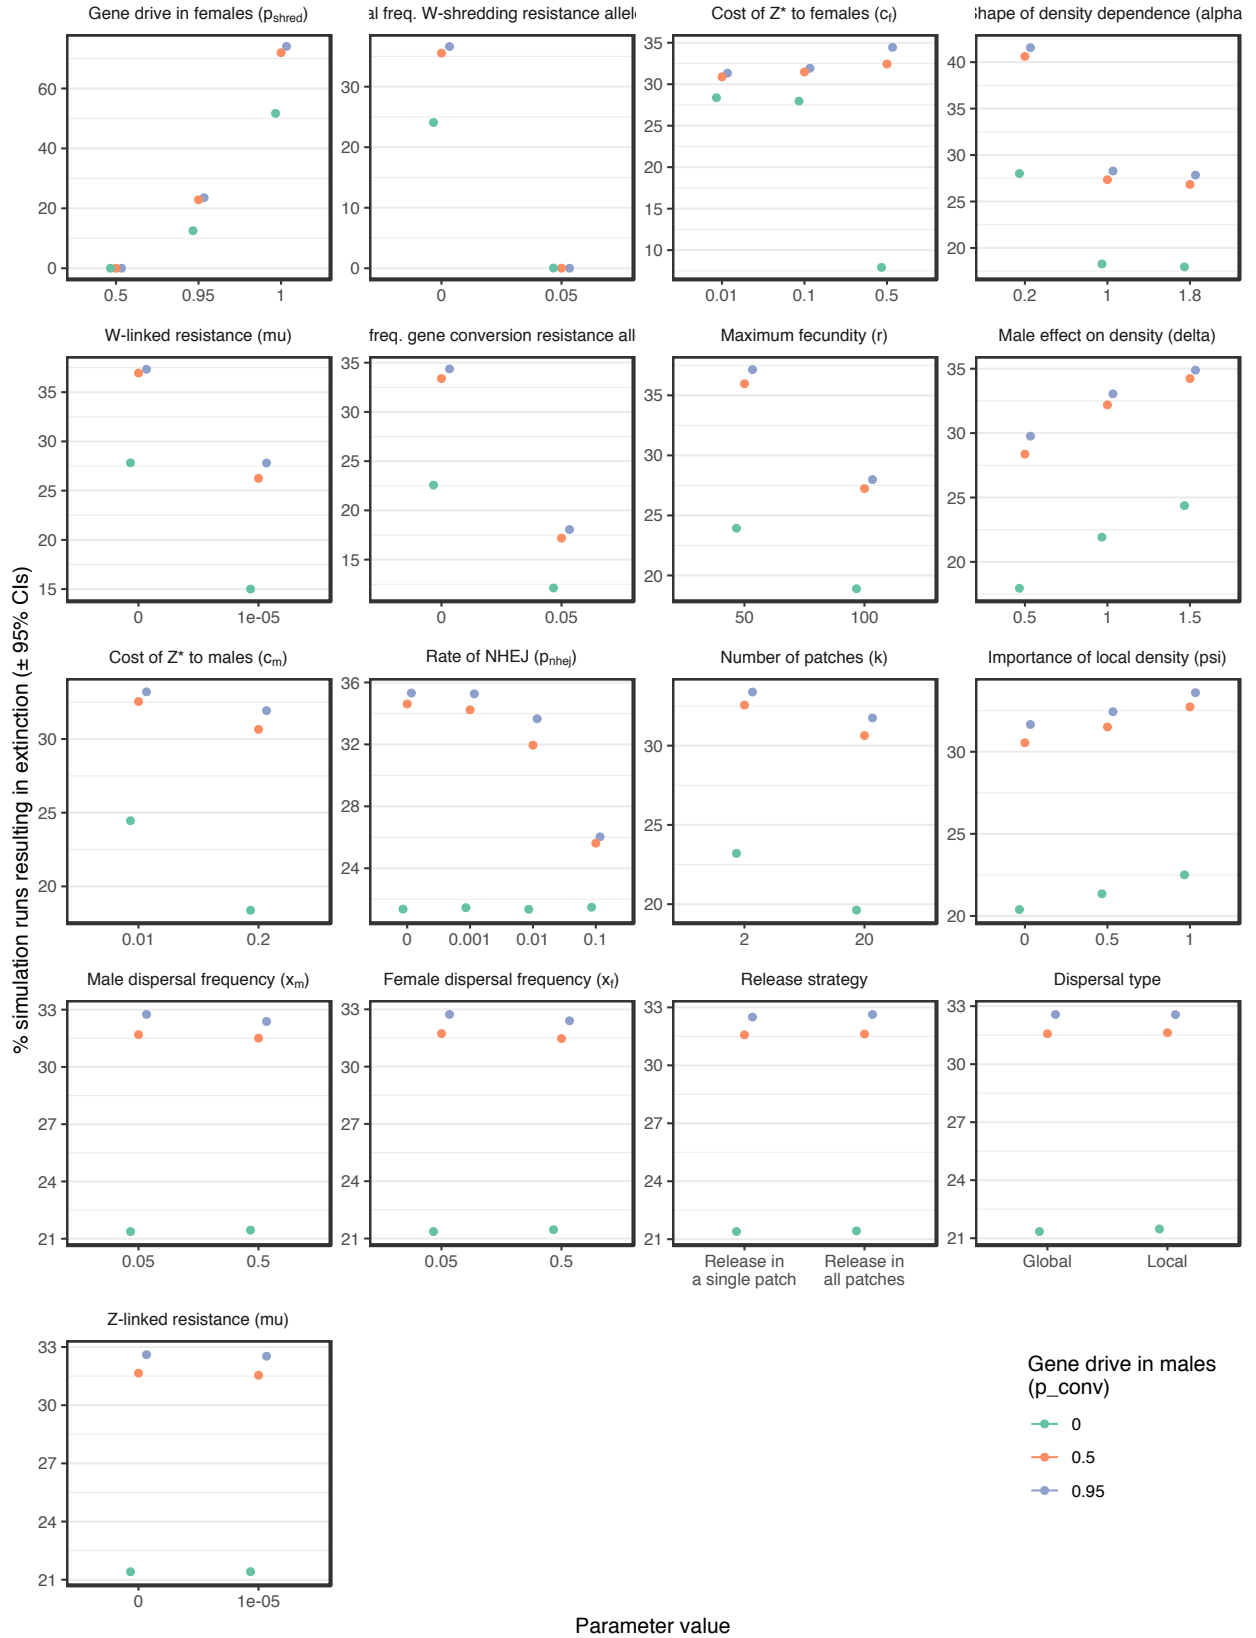 Gene drive in females (pshred)
freq. W-shredding resistance
Cost of Z* to females (cf)
Shape of density dependence (alpha
60
40
20
0
0.5 0.95 1
30
20
10
0
0 0.05
35
30
25
20
15
10
0.01 0.1 0.5
40
35
30
25
20
0.2 1 1.8
W-linked resistance (mu)
freq. gene conversion resistance
Maximum fecundity (r)
Male effect on density (delta)
35
30
25
20
15
0 1e-05
35
30
25
20
15
0 0.05
35
30
25
20
50 100
35
30
25
20
0.5 1 1.5
% simulation runs resulting in extinction (± 95% CIs)
Cost of Z* to males (cm)
Rate of NHEJ (pnhej)
Number of patches (k)
Importance of local density (psi)
30
25
20
0.01 0.2
36
32
28
24
0 0.001 0.01 0.1
30
25
20
2 20
30
25
20
0 0.5 1
Male dispersal frequency (xm)
Female dispersal frequency (xf)
Release strategy
Dispersal type
33
30
27
24
21
0.05 0.5
33
30
27
24
21
0.05 0.5
33
30
27
24
21
Release in
a single patch
Release in
all patches
33
30
27
24
21
Global Local
Z-linked resistance (mu)
33
30
27
24
21
0 1e-05
Gene drive in males
(p_conv)
0
0.5
0.95
Parameter value